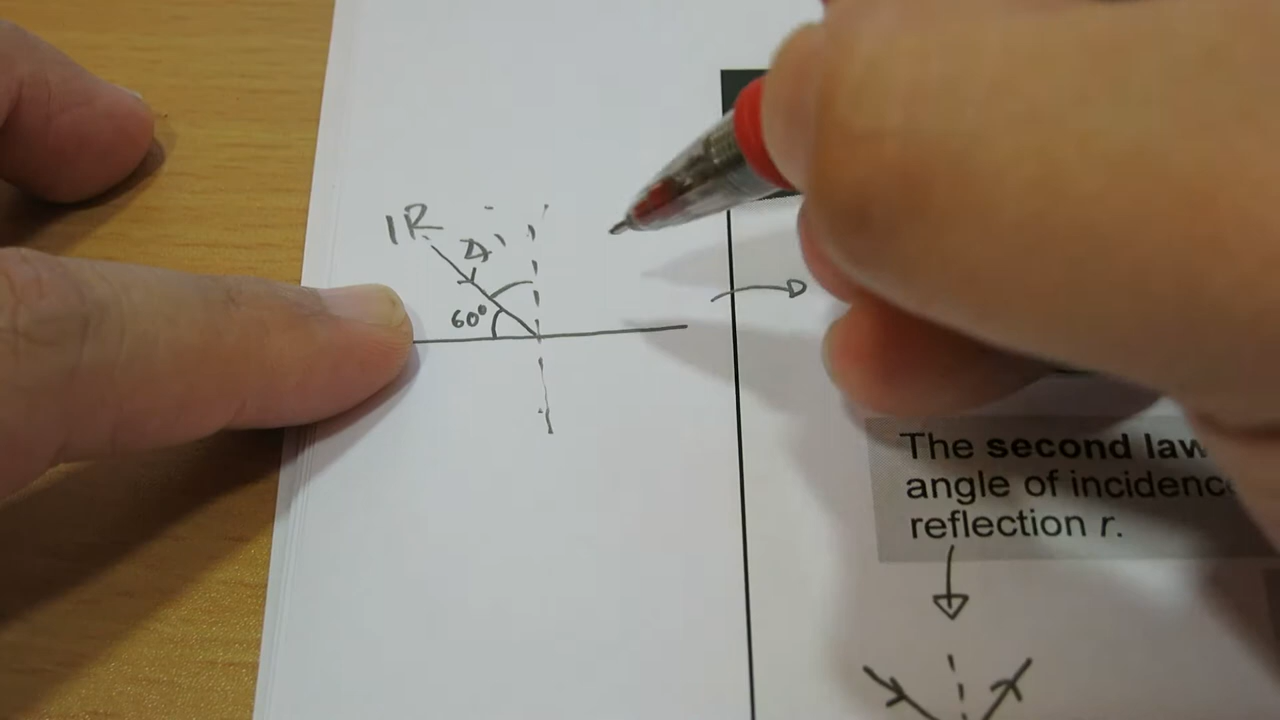 IR
60°
The second law
angle of incidence
reflection r.